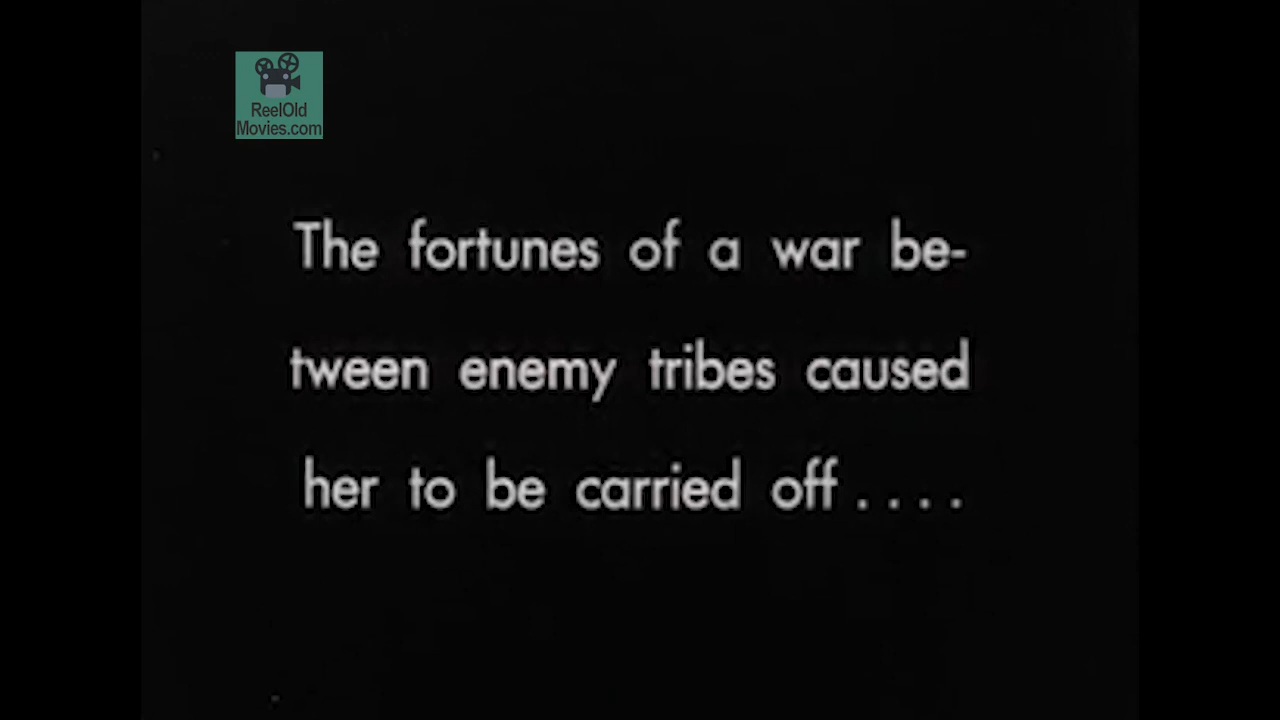 ReelOld
Movies.com
The fortunes of a war be-
tween enemy tribes caused
her to be carried off . . . .